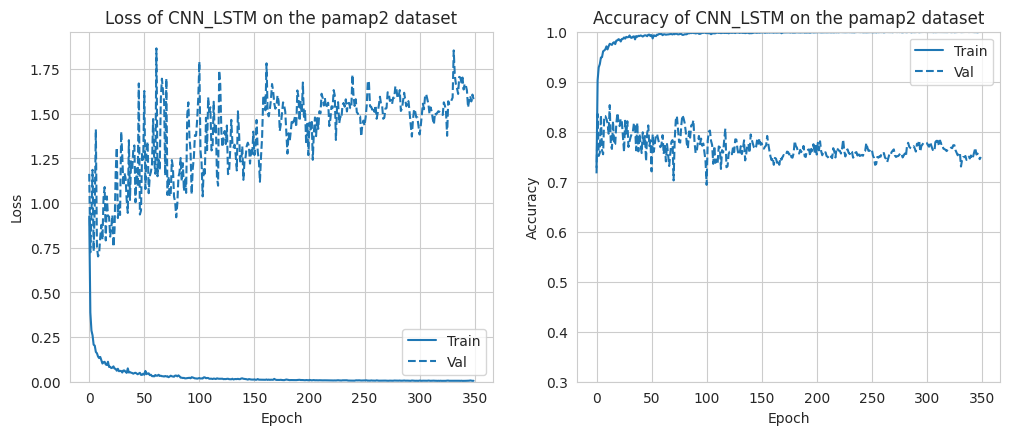 Loss of CNN_LSTM on the pamap2 dataset
1.75
1.50
1.25
1.00
0.75
0.50
0.25
0.00
Loss
0 50 100 150 200 250 300 350
Epoch
Train
Val
Accuracy of CNN_LSTM on the pamap2 dataset
1.0
0.9
0.8
0.7
0.6
0.5
0.4
0.3
Accuracy
0 50 100 150 200 250 300 350
Epoch
Train
Val